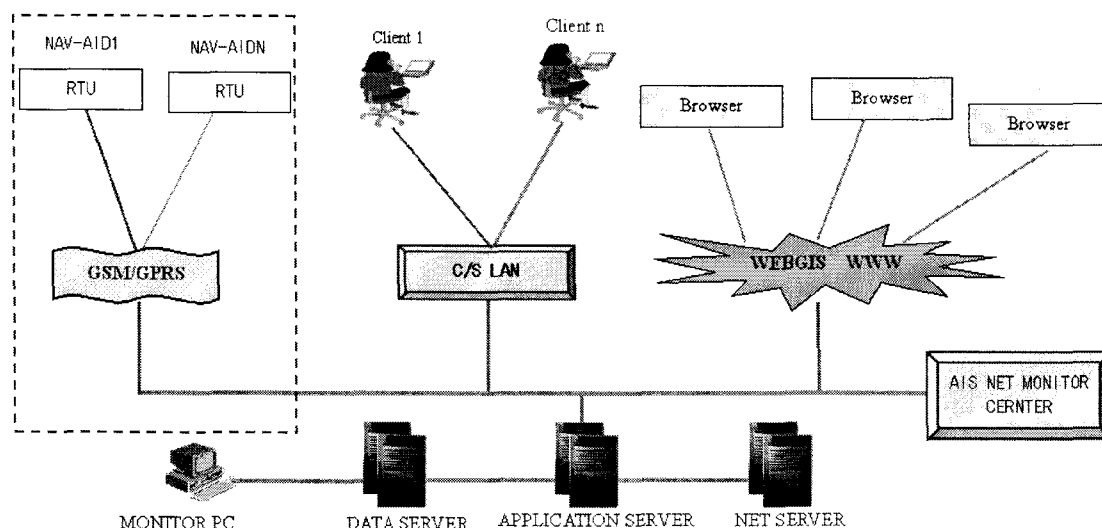 NAV-AID1
NAV-AIDN
RTU
RTU
Client 1
Client n
Browser
Browser
Browser
GSM/GPRS
C/S LAN
WEBGIS WWW
AIS NET MONITOR
CERNTER
MONITOR PC
DATA SERVER
APPLICATION SERVER
NET SERVER